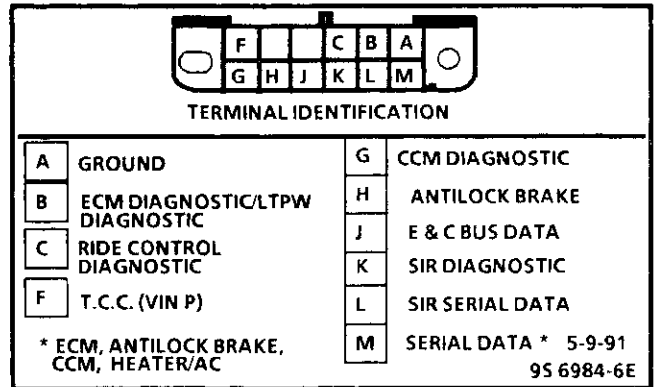 F C B A
G H J K L M
TERMINAL IDENTIFICATION
A GROUND
B ECM DIAGNOSTIC/LTPW
DIAGNOSTIC
C RIDE CONTROL
DIAGNOSTIC
F T.C.C. (VIN P)
* ECM, ANTILOCK BRAKE,
CCM, HEATER/AC
G CCM DIAGNOSTIC
H ANTILOCK BRAKE
J E & C BUS DATA
K SIR DIAGNOSTIC
L SIR SERIAL DATA
M SERIAL DATA * 5-9-91
9S 6984-6E